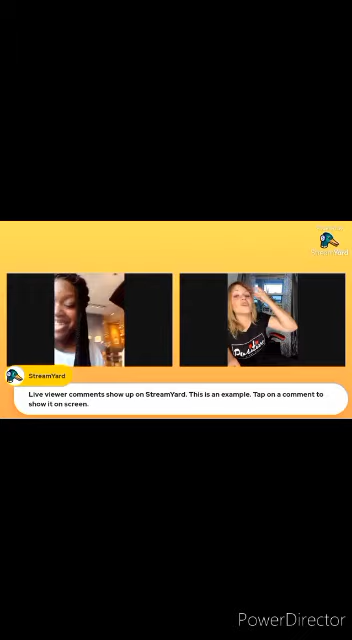 StreamYard
StreamYard
Live viewer comments show up on StreamYard. This is an example. Tap on a comment to
show it on screen.
PowerDirector